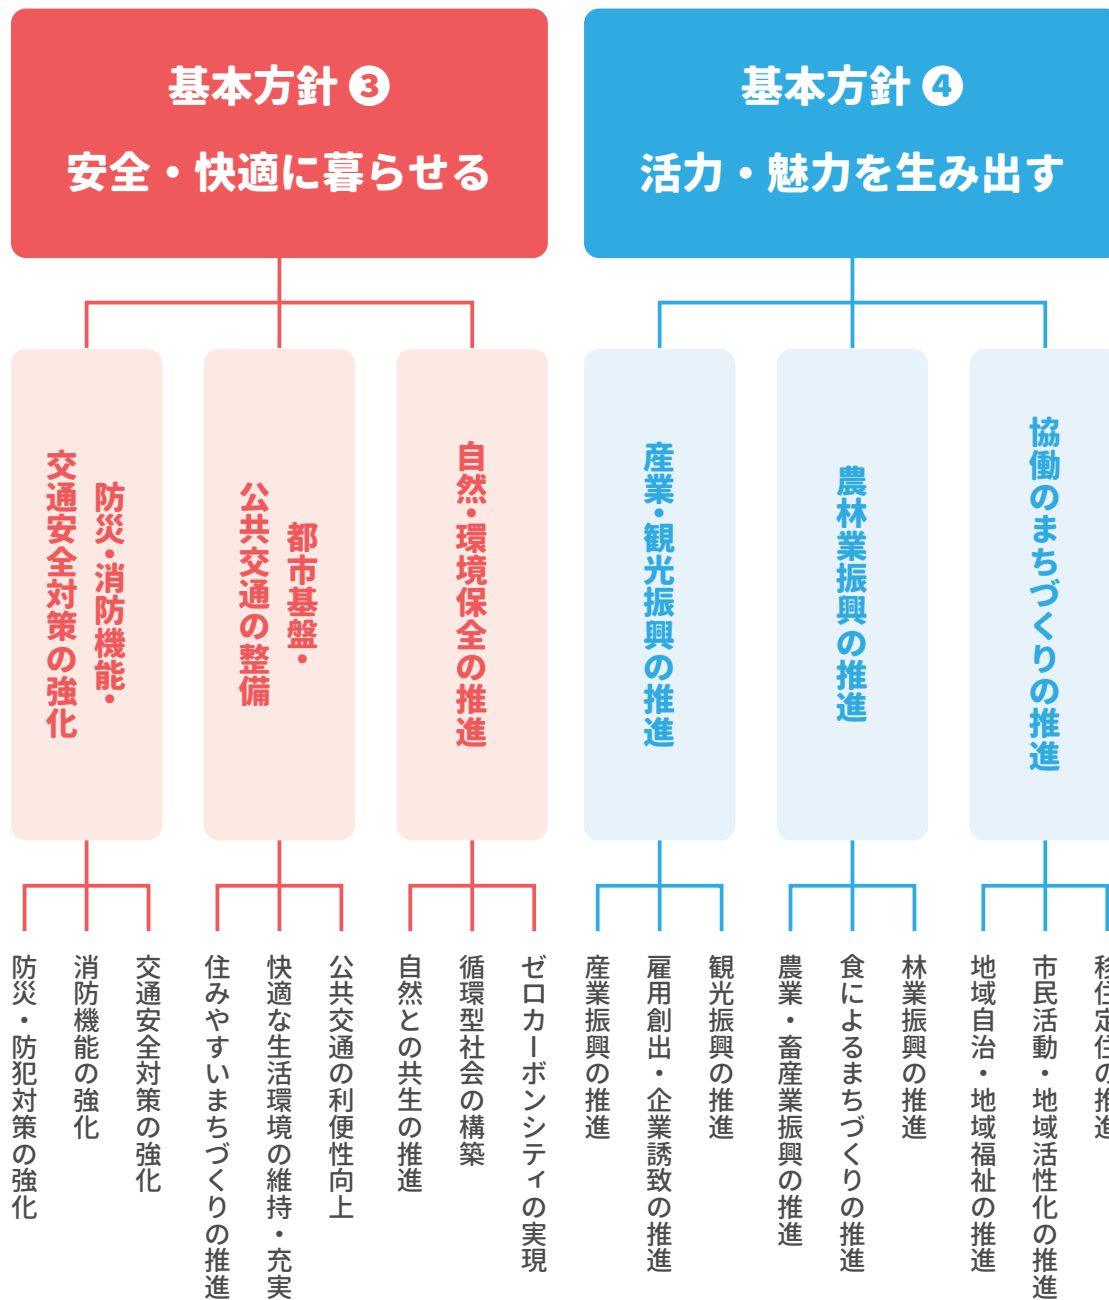 基本方針 ❸
安全・快適に暮らせる
防災・消防機能・
交通安全対策の強化
都市基盤・
公共交通の整備
自然・環境保全の推進
防災・防犯対策の強化
消防機能の強化
交通安全対策の強化
住みやすいまちづくりの推進
快適な生活環境の維持・充実
公共交通の利便性向上
自然との共生の推進
循環型社会の構築
ゼロカーボンシティの実現
基本方針 ❹
活力・魅力を生み出す
産業・観光振興の推進
農林業振興の推進
協働のまちづくりの推進
産業振興の推進
雇用創出・企業誘致の推進
観光振興の推進
農業・畜産業振興の推進
食によるまちづくりの推進
林業振興の推進
地域自治・地域福祉の推進
市民活動・地域活性化の推進
移住定住の推進